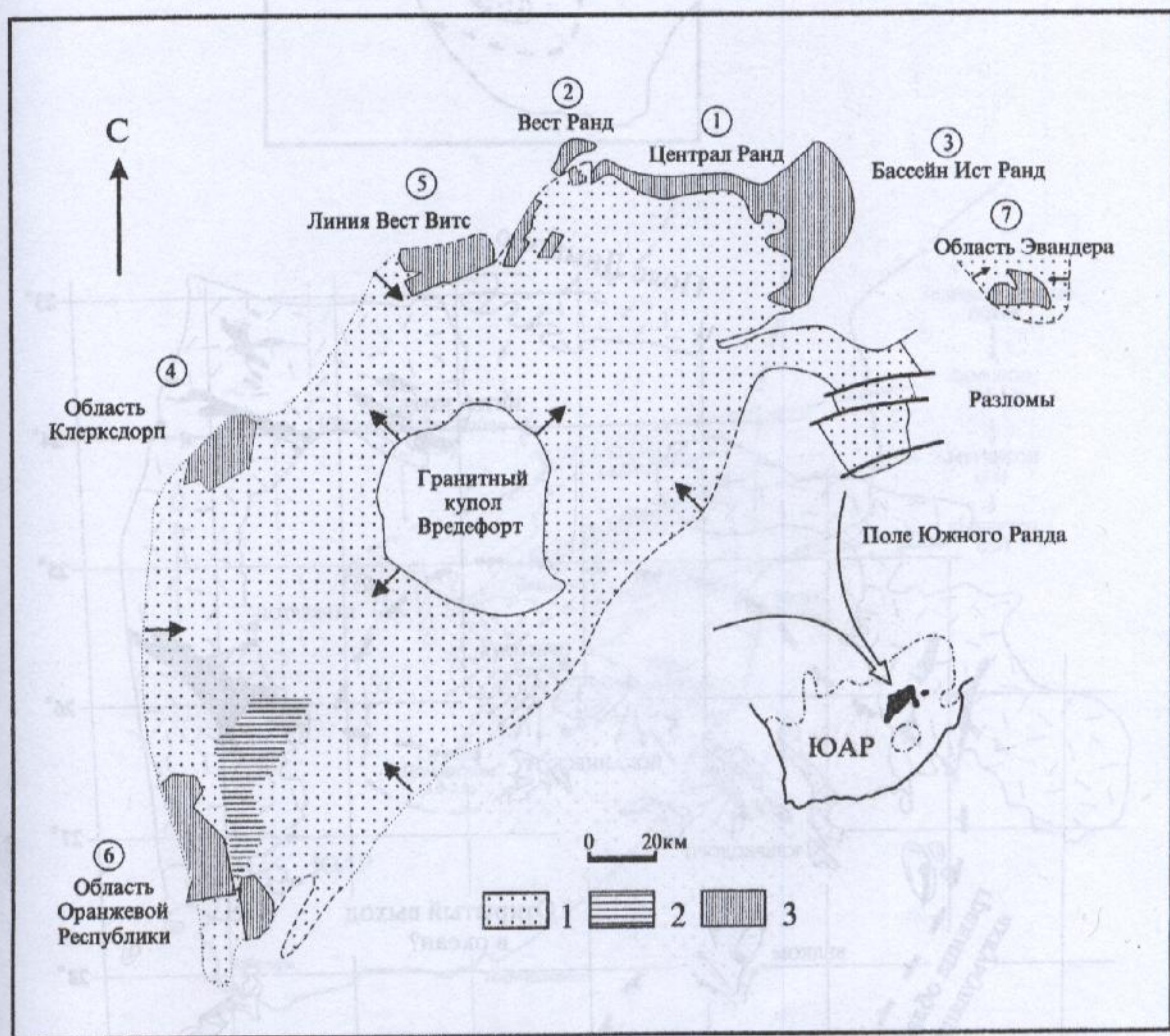 С
②
Вест Ранд
①
Централ Ранд
③
Бассейн Ист Ранд
⑤
Линия Вест Витс
⑦
Область Эвандера
④
Область
Клерксдорп
Разломы
Гранитный
купол
Вредефорт
Поле Южного Ранда
ЮАР
⑥
Область
Оранжевой
Республики
0 20км
1 2 3